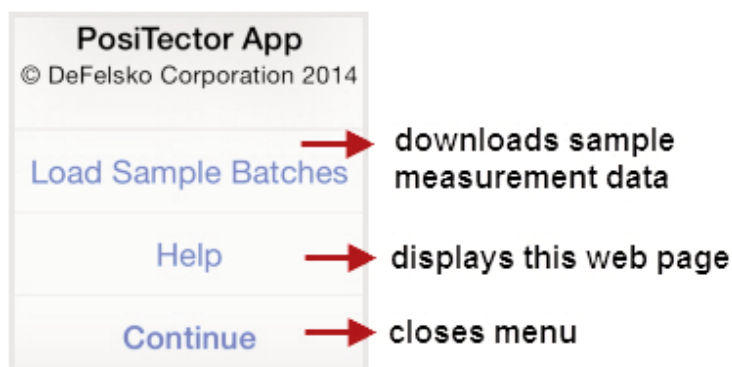 PosiTector App
© DeFelsko Corporation 2014
Load Sample Batches
downloads sample
measurement data
Help
displays this web page
Continue
closes menu